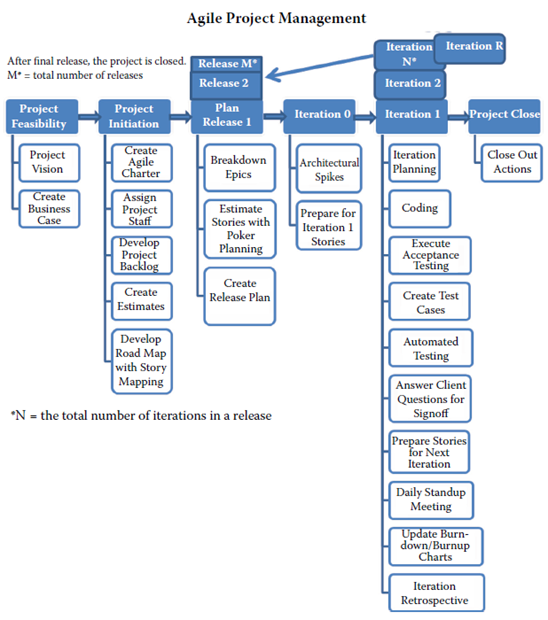 Agile Project Management
After final release, the project is closed.
M* = total number of releases
Release M*
Release 2
Plan
Release 1
Iteration
N*
Iteration R
Iteration 2
Iteration 1
Project
Feasibility
Project
Initiation
Iteration 0
Project Close
Project
Vision
Create
Business
Case
Create
Agile
Charter
Assign
Project
Staff
Develop
Project
Backlog
Create
Estimates
Develop
Road Map
with Story
Mapping
Breakdown
Epics
Estimate
Stories with
Poker
Planning
Create
Release Plan
Architectural
Spikes
Prepare for
Iteration 1
Stories
Iteration
Planning
Coding
Execute
Acceptance
Testing
Create Test
Cases
Automated
Testing
Answer Client
Questions for
Signoff
Prepare Stories
for Next
Iteration
Daily Standup
Meeting
Update Burn-
down/Burnup
Charts
Iteration
Retrospective
Close Out
Actions
*N = the total number of iterations in a release